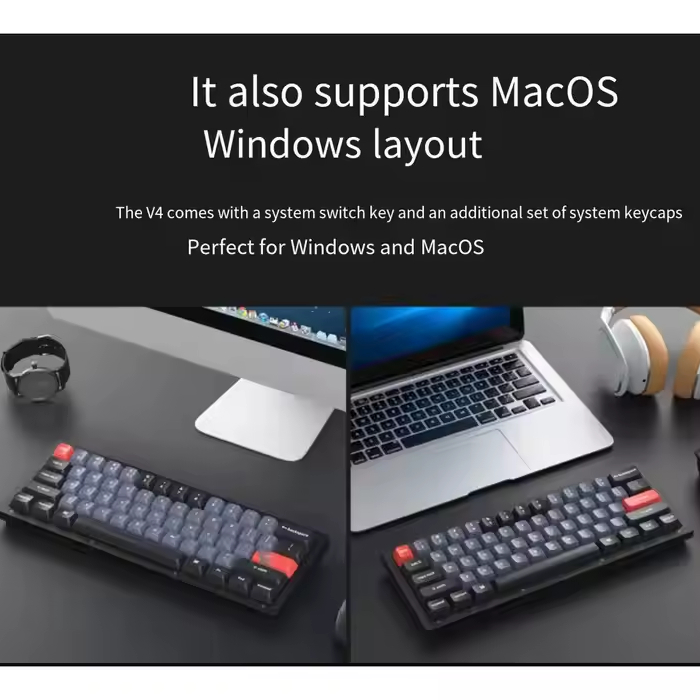 It also supports MacOS
Windows layout
The V4 comes with a system switch key and an additional set of system keycaps
Perfect for Windows and MacOS